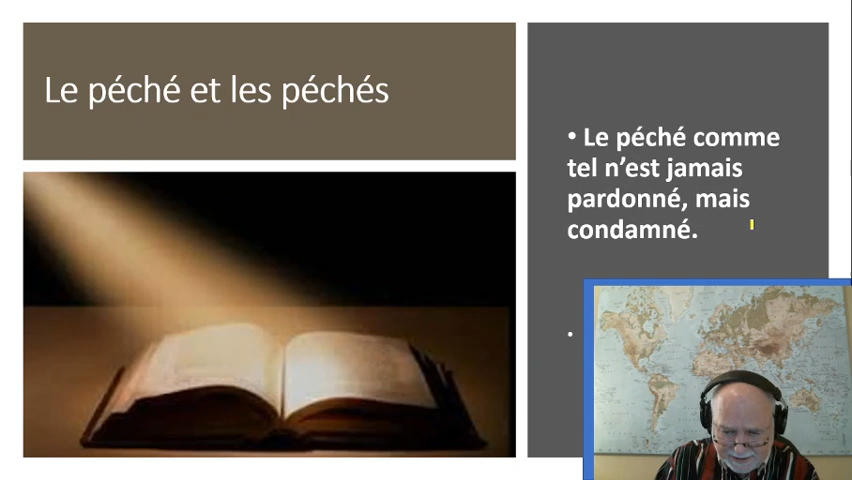 Le péché et les péchés
• Le péché comme
tel n’est jamais
pardonné, mais
condamné.